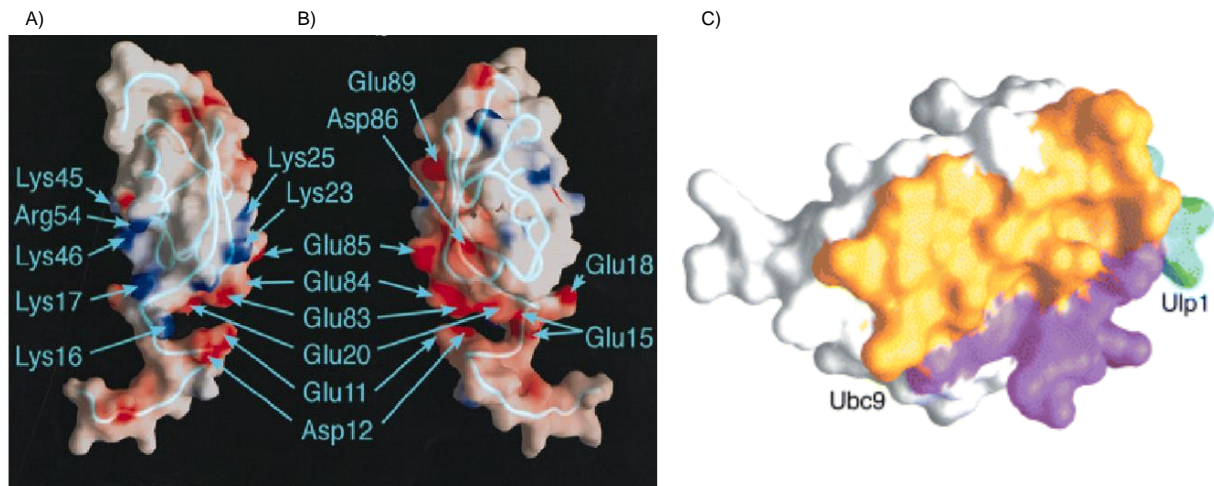 A)
B)
C)
Glu89
Asp86
Lys45
Arg54
Lys46
Lys17
Lys16
Lys25
Lys23
Glu85
Glu84
Glu83
Glu20
Glu11
Asp12
Glu18
Glu15
Ulp1
Ubc9